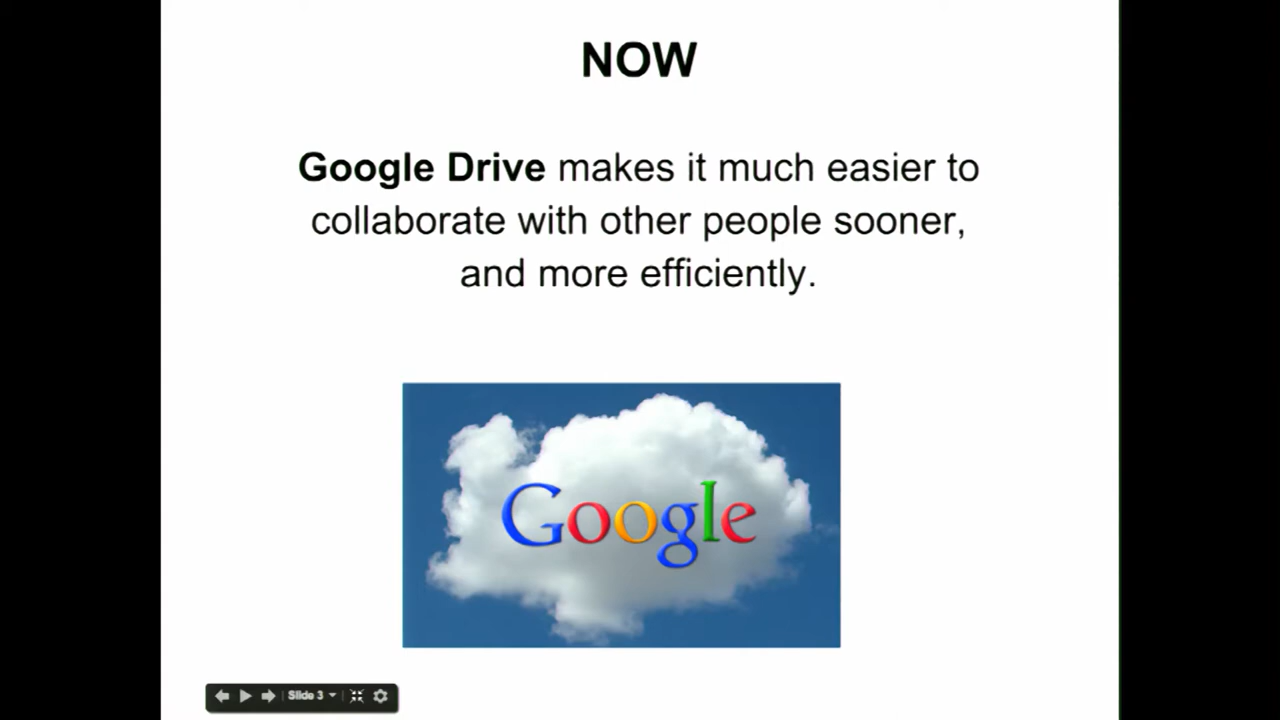 NOW
Google Drive makes it much easier to
collaborate with other people sooner,
and more efficiently.
Google
Slide 3